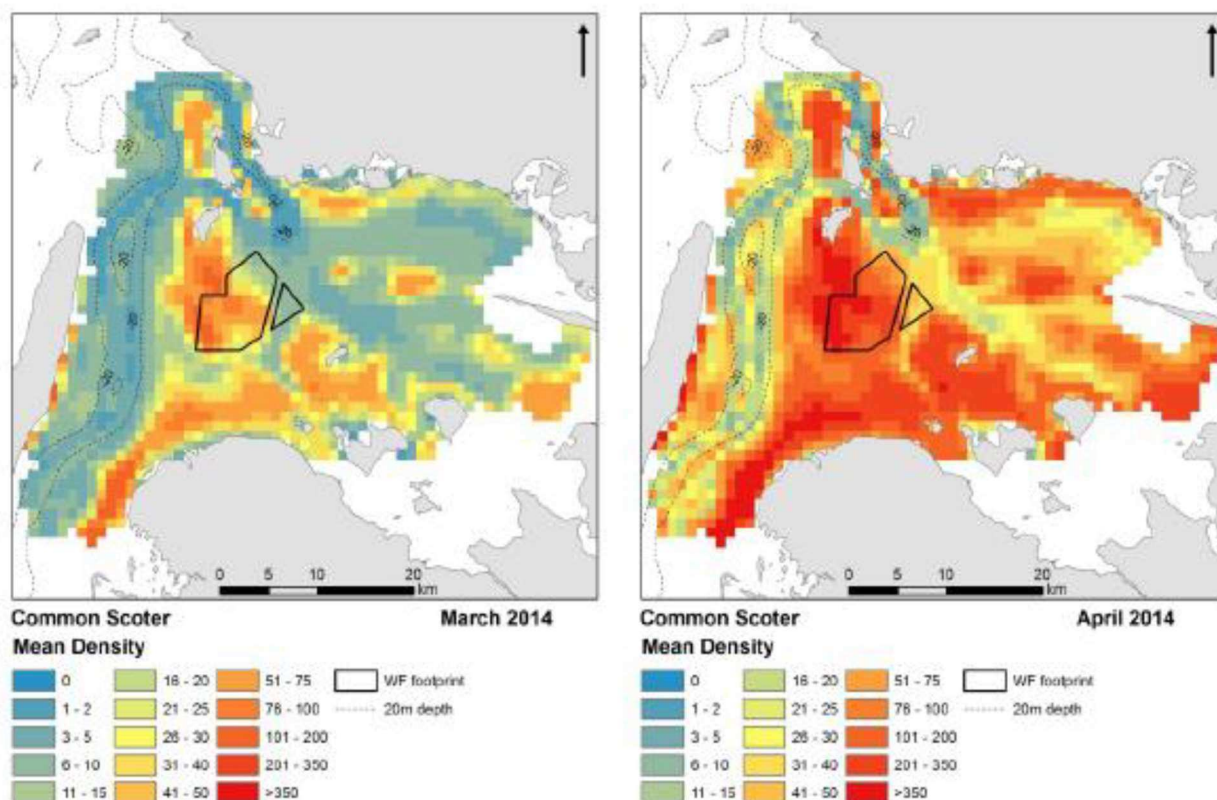 0 5 10 20
km
0 5 10 20
km
Common Scoter March 2014
Mean Density
0 16 - 20 51 - 75 WF footprint
1 - 2 21 - 25 76 - 100 20m depth
3 - 5 26 - 30 101 - 200
6 - 10 31 - 40 201 - 350
11 - 15 41 - 50 >350
Common Scoter April 2014
Mean Density
0 16 - 20 51 - 75 WF footprint
1 - 2 21 - 25 76 - 100 20m depth
3 - 5 26 - 30 101 - 200
6 - 10 31 - 40 201 - 350
11 - 15 41 - 50 >350